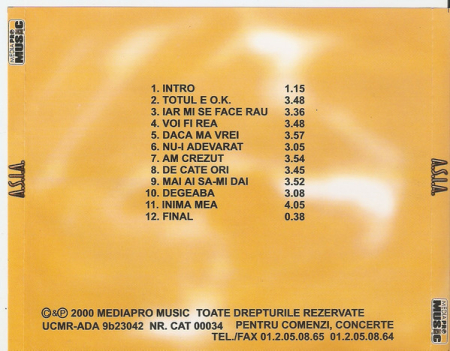 MEDIAPRO
MUSIC
A.S.I.A.
1. INTRO 1.15
2. TOTUL E O.K. 3.48
3. IAR MI SE FACE RAU 3.36
4. VOI FI REA 3.48
5. DACA MA VREI 3.57
6. NU-I ADEVARAT 3.05
7. AM CREZUT 3.54
8. DE CATE ORI 3.45
9. MAI AI SA-MI DAI 3.52
10. DEGEABA 3.08
11. INIMA MEA 4.05
12. FINAL 0.38
A.S.I.A.
MEDIAPRO
MUSIC
©&℗ 2000 MEDIAPRO MUSIC TOATE DREPTURILE REZERVATE
UCMR-ADA 9b23042 NR. CAT 00034 PENTRU COMENZI, CONCERTE
TEL./FAX 01.2.05.08.65 01.2.05.08.64